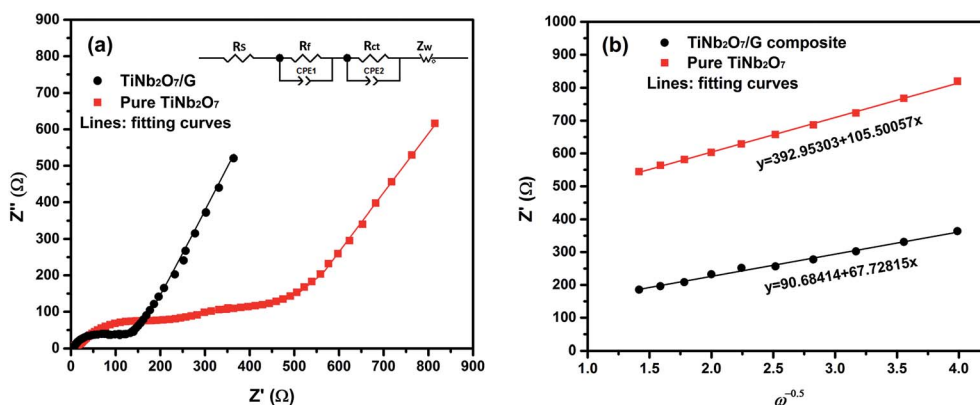 (a)
Rs Rf Rct Zw
CPE1 CPE2
TiNb₂O₇/G
Pure TiNb₂O₇
Lines: fitting curves
Z'' (Ω)
900
800
700
600
500
400
300
200
100
0
0 100 200 300 400 500 600 700 800 900
Z' (Ω)
(b)
TiNb₂O₇/G composite
Pure TiNb₂O₇
Lines: fitting curves
y=392.95303+105.50057x
y=90.68414+67.72815x
Z' (Ω)
1000
900
800
700
600
500
400
300
200
100
0
1.0 1.5 2.0 2.5 3.0 3.5 4.0
ω⁻⁰·⁵